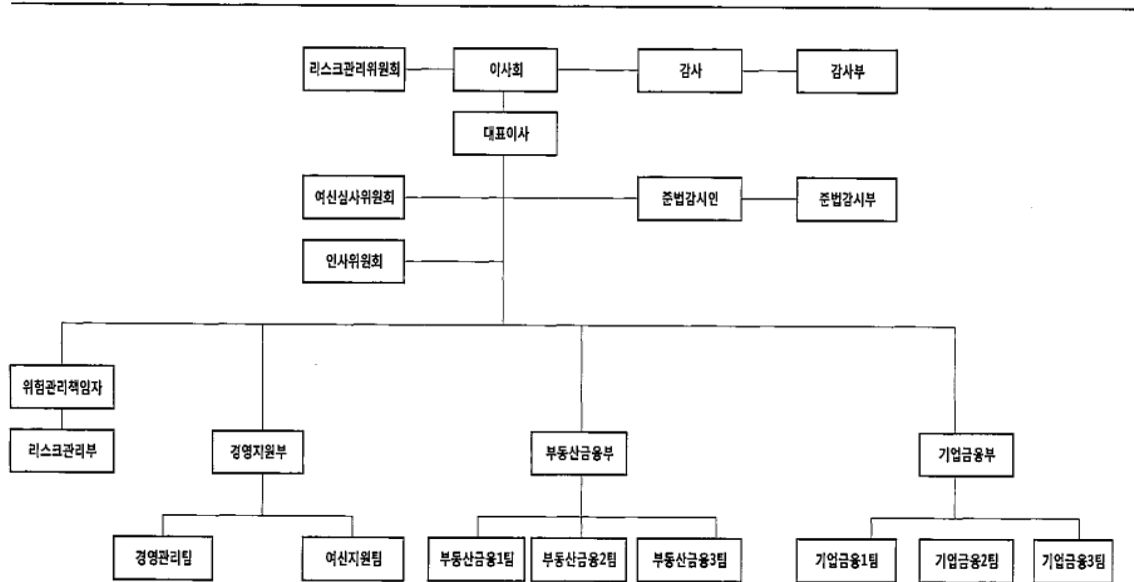 리스크관리위원회 이사회 감사 감사부
대표이사
여신심사위원회 준법감시인 준법감시부
인사위원회
위험관리책임자
리스크관리부 경영지원부 부동산금융부 기업금융부
경영관리팀 여신지원팀 부동산금융1팀 부동산금융2팀 부동산금융3팀 기업금융1팀 기업금융2팀 기업금융3팀